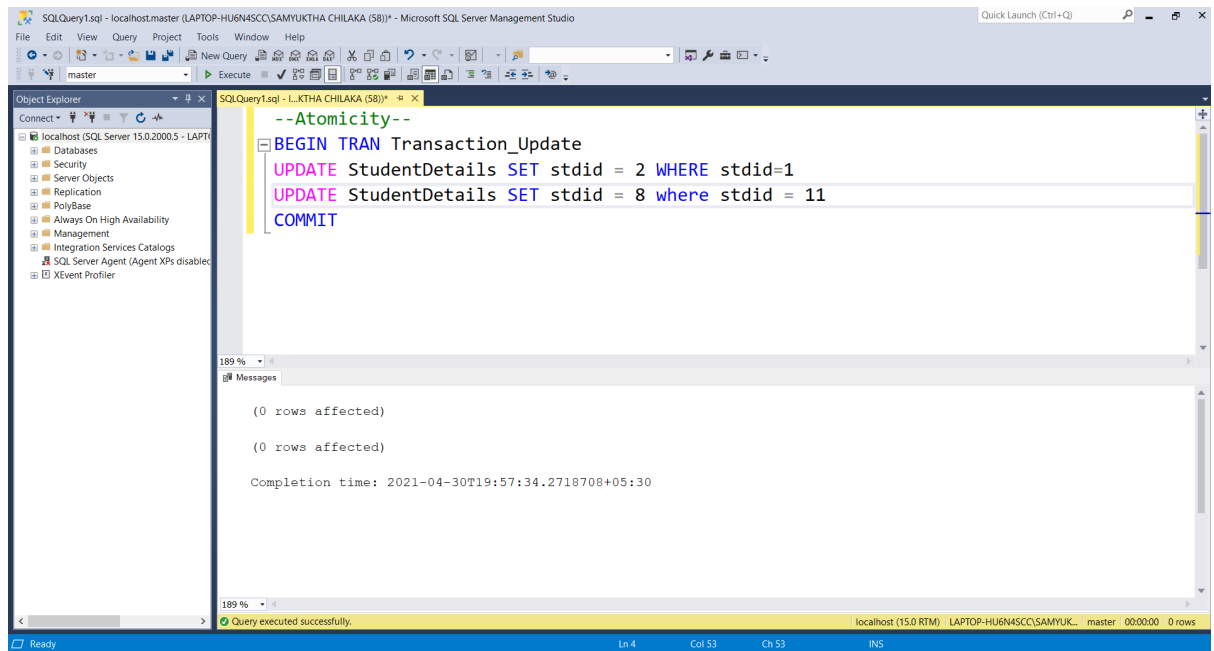 SQLQuery1.sql - localhost.master (LAPTOP-HU6N4SCC\SAMYUKTHA CHILAKA (58))* - Microsoft SQL Server Management Studio
Quick Launch (Ctrl+Q)
File Edit View Query Project Tools Window Help
New Query
master
Execute
Object Explorer
SQLQuery1.sql - l...KTHA CHILAKA (58))*
Connect
localhost (SQL Server 15.0.2000.5 - LAPT
Databases
Security
Server Objects
Replication
PolyBase
Always On High Availability
Management
Integration Services Catalogs
SQL Server Agent (Agent XPs disabled
XEvent Profiler
--Atomicity--
BEGIN TRAN Transaction_Update
UPDATE StudentDetails SET stdid = 2 WHERE stdid=1
UPDATE StudentDetails SET stdid = 8 where stdid = 11
COMMIT
189 %
Messages
(0 rows affected)
(0 rows affected)
Completion time: 2021-04-30T19:57:34.2718708+05:30
189 %
Query executed successfully.
localhost (15.0 RTM) LAPTOP-HU6N4SCC\SAMYUK... master 00:00:00 0 rows
Ready Ln 4 Col 53 Ch 53 INS